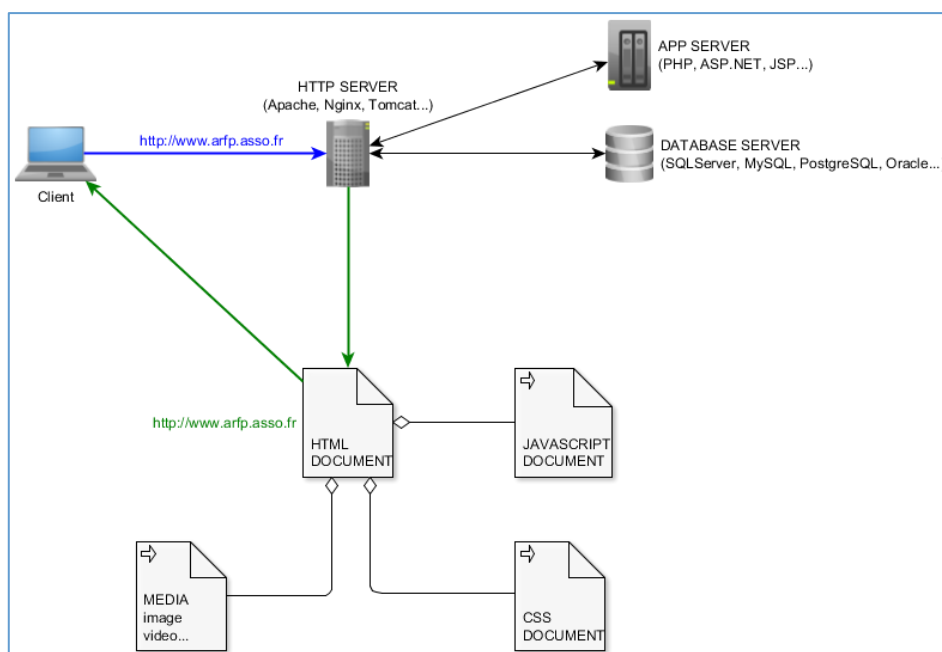 APP SERVER
(PHP, ASP.NET, JSP...)
HTTP SERVER
(Apache, Nginx, Tomcat...)
http://www.arfp.asso.fr
DATABASE SERVER
(SQLServer, MySQL, PostgreSQL, Oracle...)
Client
http://www.arfp.asso.fr
HTML
DOCUMENT
JAVASCRIPT
DOCUMENT
MEDIA
image
video...
CSS
DOCUMENT